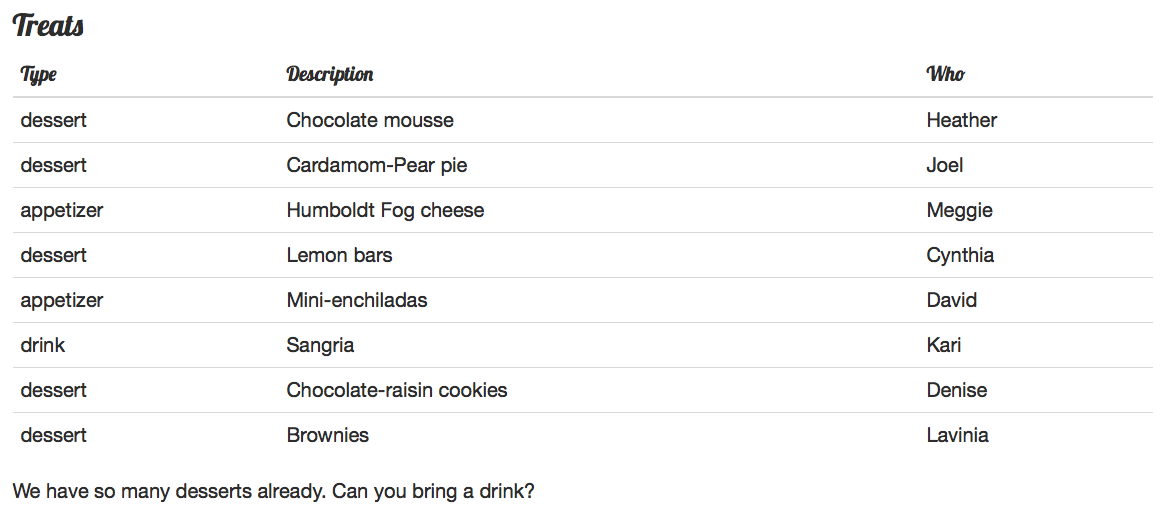 Treats
Type Description Who
dessert Chocolate mousse Heather
dessert Cardamom-Pear pie Joel
appetizer Humboldt Fog cheese Meggie
dessert Lemon bars Cynthia
appetizer Mini-enchiladas David
drink Sangria Kari
dessert Chocolate-raisin cookies Denise
dessert Brownies Lavinia
We have so many desserts already. Can you bring a drink?